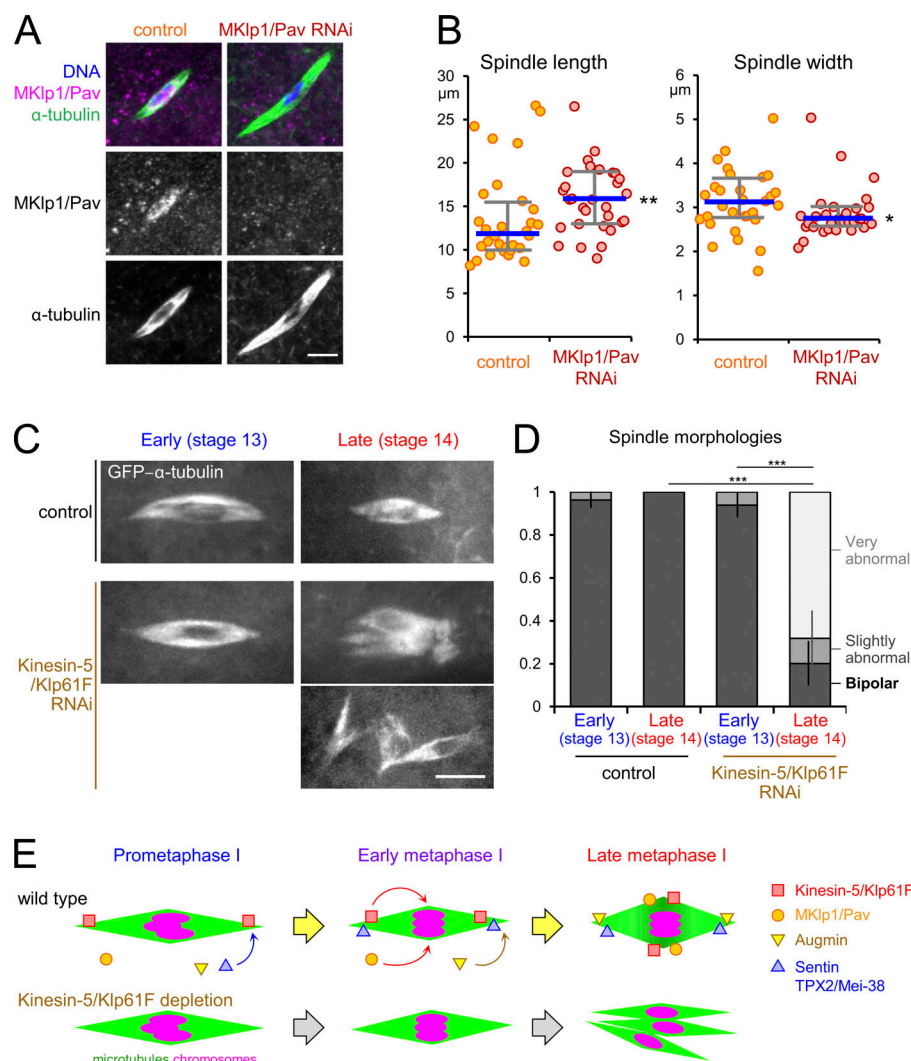 A
control
MKlp1/Pav RNAi
DNA
MKlp1/Pav
α-tubulin
MKlp1/Pav
α-tubulin
B
Spindle length
Spindle width
30
µm
25
20
15
10
5
0
**
control
MKlp1/Pav
RNAi
6
µm
5
4
3
2
1
0
*
control
MKlp1/Pav
RNAi
C
Early (stage 13)
Late (stage 14)
GFP–α-tubulin
control
Kinesin-5
/Klp61F
RNAi
D
Spindle morphologies
***
***
1
0.8
0.6
0.4
0.2
0
Very
abnormal
Slightly
abnormal
Bipolar
Early
(stage 13)
Late
(stage 14)
Early
(stage 13)
Late
(stage 14)
control
Kinesin-5/Klp61F
RNAi
E
Prometaphase I
Early metaphase I
Late metaphase I
wild type
Kinesin-5/Klp61F
MKlp1/Pav
Augmin
Sentin
TPX2/Mei-38
Kinesin-5/Klp61F depletion
microtubules chromosomes